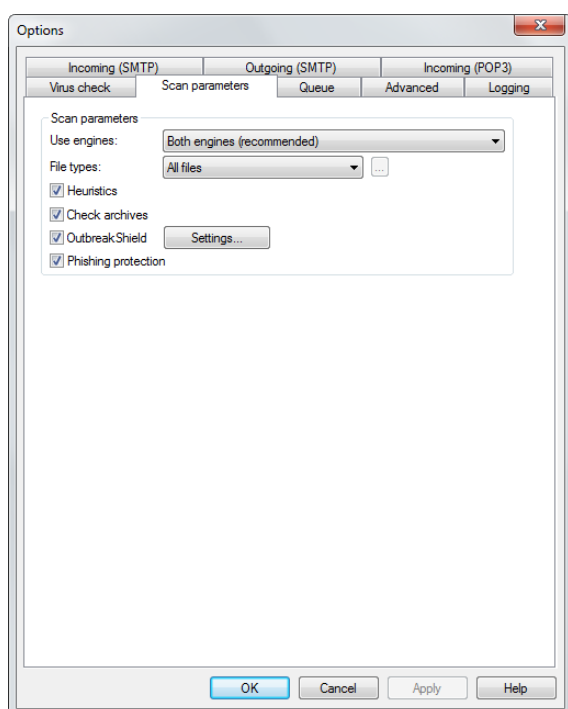 Options
Incoming (SMTP) Outgoing (SMTP) Incoming (POP3)
Virus check Scan parameters Queue Advanced Logging
Scan parameters
Use engines: Both engines (recommended)
File types: All files ...
Heuristics
Check archives
OutbreakShield Settings...
Phishing protection
OK Cancel Apply Help